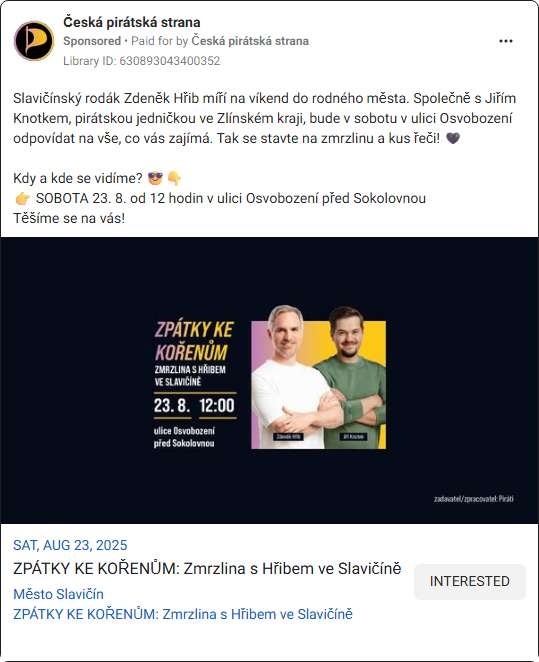 Česká pirátská strana
Sponsored • Paid for by Česká pirátská strana
Library ID: 630893043400352
Slavičínský rodák Zdeněk Hřib míří na víkend do rodného města. Společně s Jiřím
Knotkem, pirátskou jedničkou ve Zlínském kraji, bude v sobotu v ulici Osvobození
odpovídat na vše, co vás zajímá. Tak se stavte na zmrzlinu a kus řeči! 🖤
Kdy a kde se vidíme? 😎👇
👉 SOBOTA 23. 8. od 12 hodin v ulici Osvobození před Sokolovnou
Těšíme se na vás!
ZPÁTKY KE
KOŘENŮM
ZMRZLINA S HŘIBEM
VE SLAVIČÍNĚ
23. 8. 12:00
ulice Osvobození
před Sokolovnou
Zdeněk Hřib Jiří Knotek
zadavatel/zpracovatel: Piráti
SAT, AUG 23, 2025
ZPÁTKY KE KOŘENŮM: Zmrzlina s Hřibem ve Slavičíně
INTERESTED
Město Slavičín
ZPÁTKY KE KOŘENŮM: Zmrzlina s Hřibem ve Slavičíně